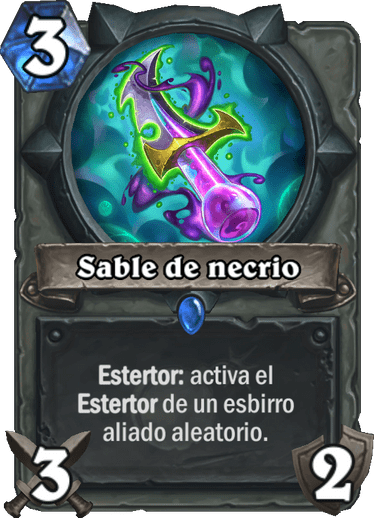 3
Sable de necrio
Estertor: activa el
Estertor de un esbirro
aliado aleatorio.
3
2